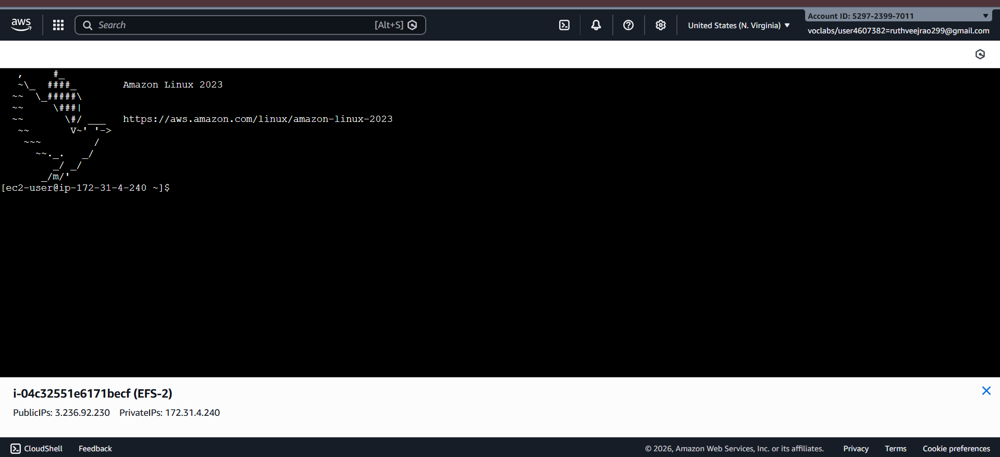 aws
Search [Alt+S]
United States (N. Virginia)
Account ID: 5297-2399-7011
voclabs/user4607382=ruthveejrao299@gmail.com
   ,     #_
   ~\_  ####_        Amazon Linux 2023
  ~~  \_#####\
  ~~     \###|
  ~~       \#/ ___   https://aws.amazon.com/linux/amazon-linux-2023
   ~~       V~' '->
    ~~~         /
      ~~._.   _/
         _/ _/
       _/m/'
[ec2-user@ip-172-31-4-240 ~]$
i-04c32551e6171becf (EFS-2)
PublicIPs: 3.236.92.230 PrivateIPs: 172.31.4.240
CloudShell Feedback © 2026, Amazon Web Services, Inc. or its affiliates. Privacy Terms Cookie preferences